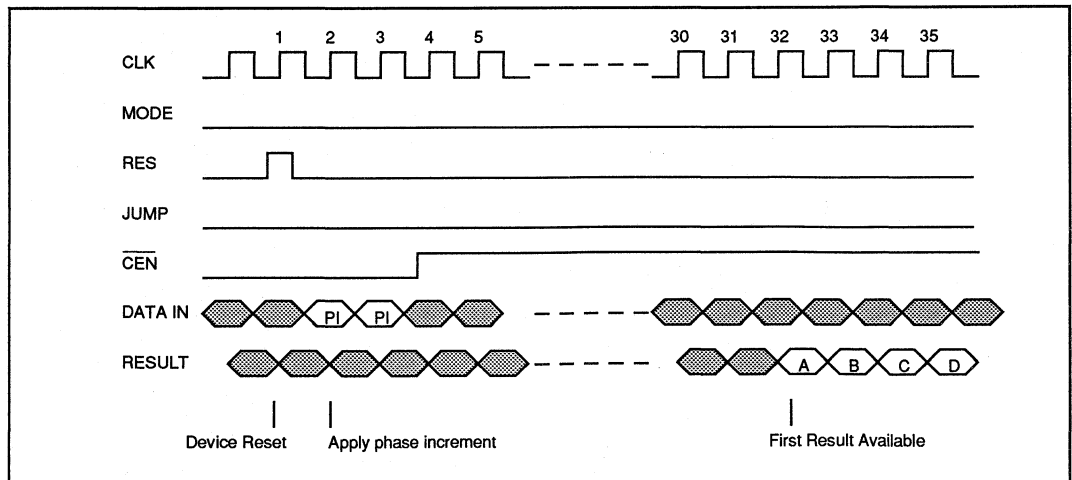 1 2 3 4 5 30 31 32 33 34 35
CLK
MODE
RES
JUMP
CEN
DATA IN PI PI
RESULT A B C D
Device Reset Apply phase increment First Result Available